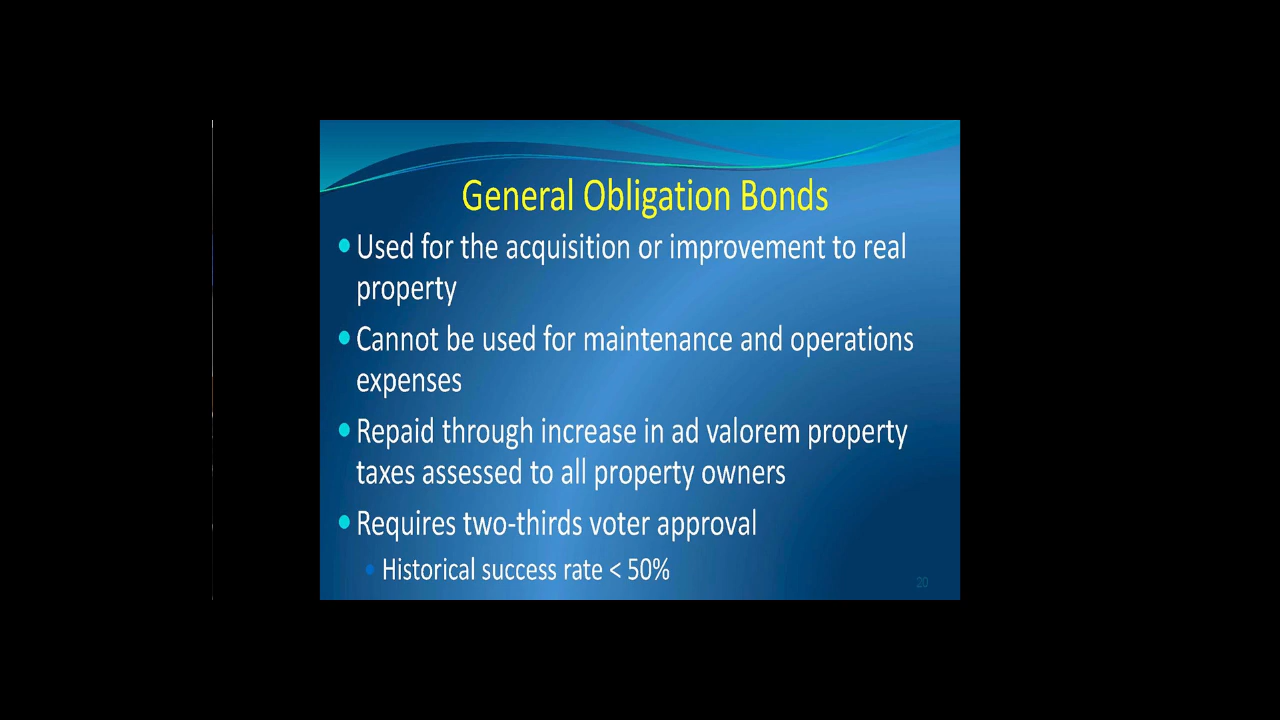 General Obligation Bonds
Used for the acquisition or improvement to real
property
Cannot be used for maintenance and operations
expenses
Repaid through increase in ad valorem property
taxes assessed to all property owners
Requires two-thirds voter approval
Historical success rate < 50%
20